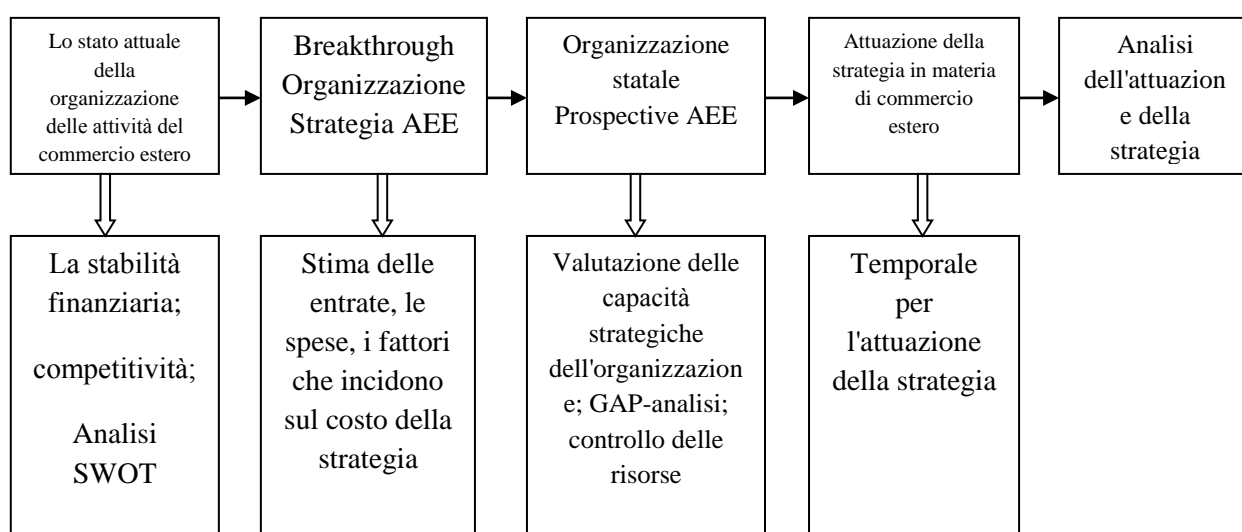 Lo stato attuale
della
organizzazione
delle attività del
commercio estero
Breakthrough
Organizzazione
Strategia AEE
Organizzazione
statale
Prospective AEE
Attuazione della
strategia in materia
di commercio
estero
Analisi
dell'attuazion
e della
strategia
La stabilità
finanziaria;
competitività;
Analisi
SWOT
Stima delle
entrate, le
spese, i fattori
che incidono
sul costo della
strategia
Valutazione delle
capacità
strategiche
dell'organizzazion
e; GAP-analisi;
controllo delle
risorse
Temporale
per
l'attuazione
della strategia